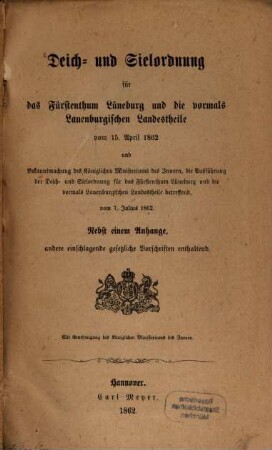 Deich- und Sielordnung
für
das Fürstenthum Lüneburg und die vormals
Lauenburgischen Landestheile
vom 15. April 1862
und
Bekanntmachung des Königlichen Ministeriums des Innern, die Ausführung
der Deich- und Sielordnung für das Fürstenthum Lüneburg und die
vormals Lauenburgischen Landestheile betreffend,
vom 7. Julius 1862.
Nebst einem Anhange,
andere einschlagende gesetzliche Vorschriften enthaltend.
Mit Genehmigung des Königlichen Ministeriums des Innern.
Hannover.
Carl Meyer.
1862.